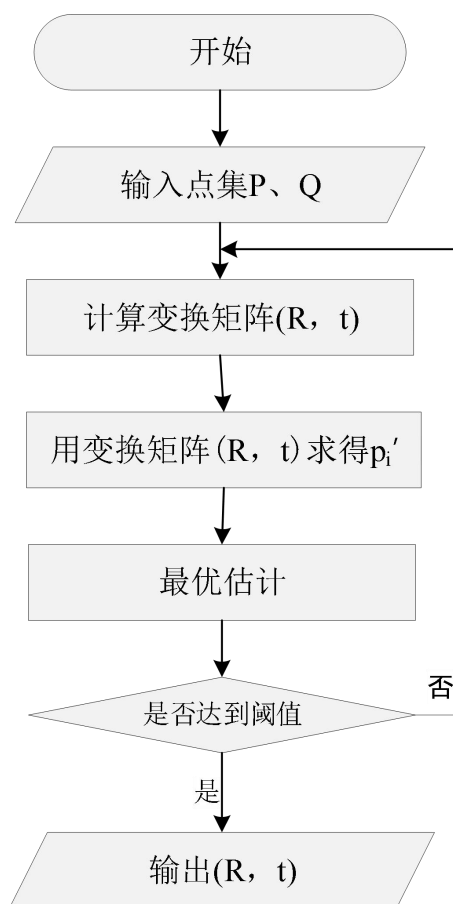 开始
输入点集P、Q
计算变换矩阵(R，t)
用变换矩阵(R，t)求得pᵢ′
最优估计
是否达到阈值
否
是
输出(R，t)